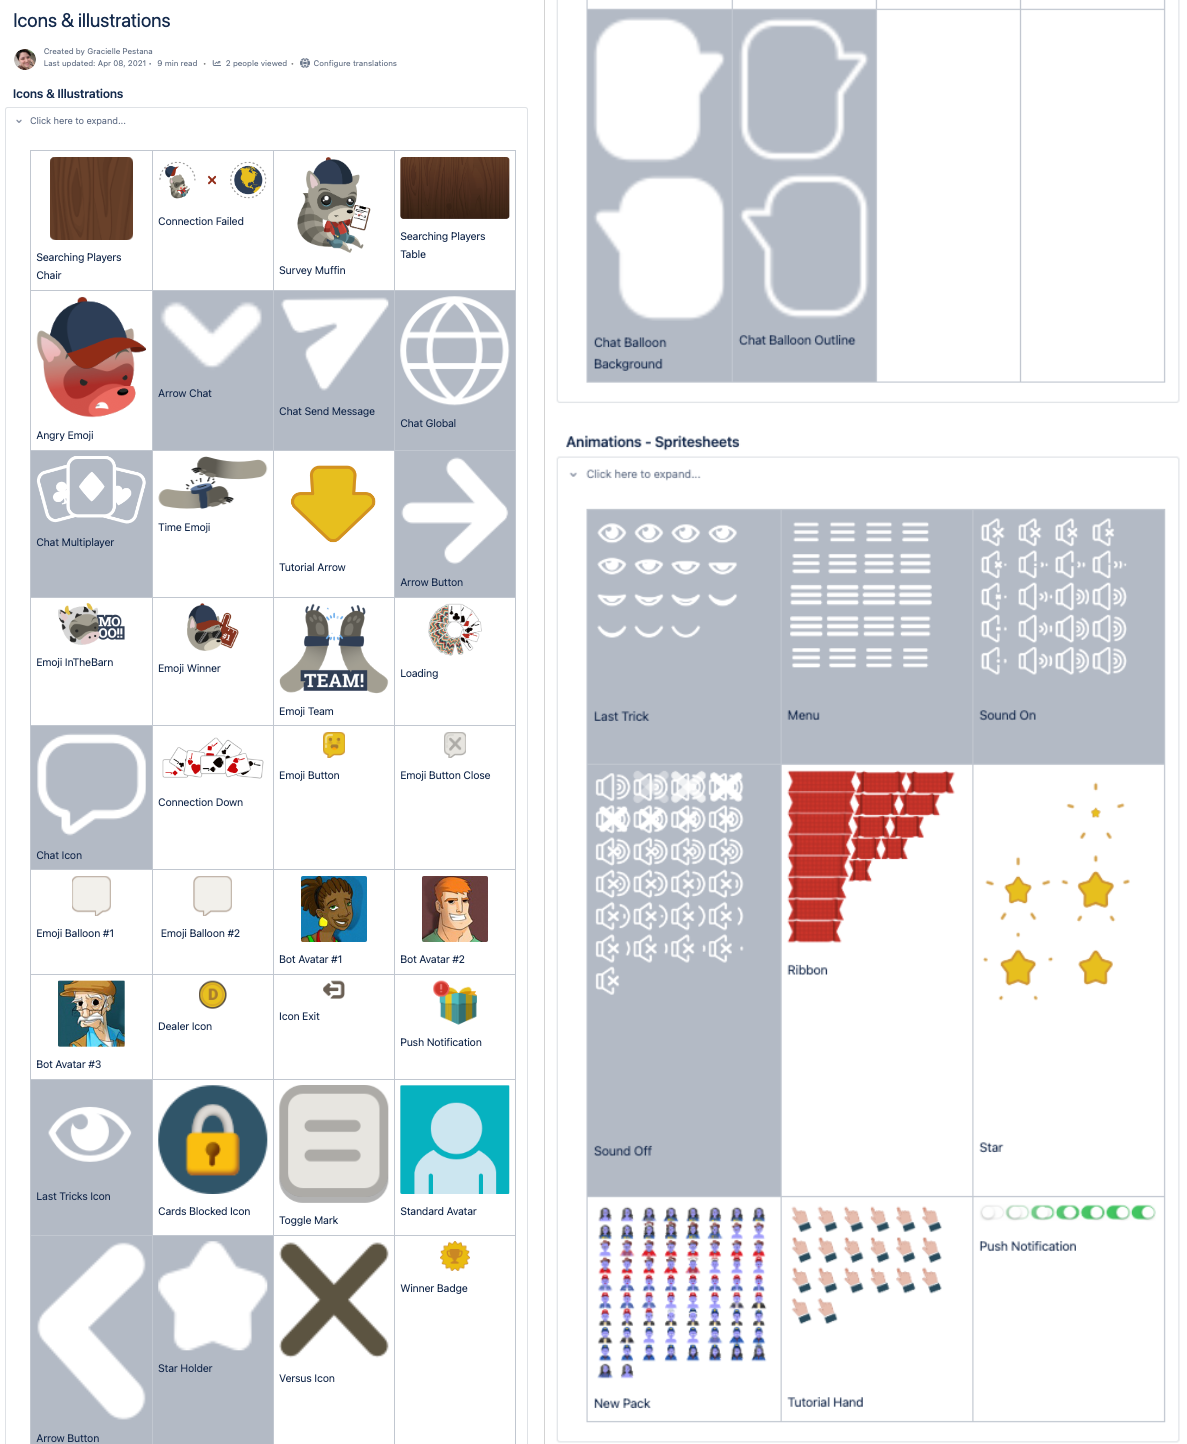 Icons & illustrations
Created by Gracielle Pestana
Last updated: Apr 08, 2021 • 9 min read • 2 people viewed • Configure translations
Icons & Illustrations
Click here to expand...
Searching Players
Chair
Connection Failed
Survey Muffin
Searching Players
Table
Angry Emoji
Arrow Chat
Chat Send Message
Chat Global
Chat Multiplayer
Time Emoji
Tutorial Arrow
Arrow Button
MO
OO!!
Emoji InTheBarn
#1
Emoji Winner
TEAM!
Emoji Team
Loading
Chat Icon
Connection Down
Emoji Button
Emoji Button Close
Emoji Balloon #1
Emoji Balloon #2
Bot Avatar #1
Bot Avatar #2
Bot Avatar #3
D
Dealer Icon
Icon Exit
!
Push Notification
Last Tricks Icon
Cards Blocked Icon
Toggle Mark
Standard Avatar
Arrow Button
Star Holder
Versus Icon
Winner Badge
Chat Balloon
Background
Chat Balloon Outline
Animations - Spritesheets
Click here to expand...
Last Trick
Menu
Sound On
Sound Off
Ribbon
Star
New Pack
Tutorial Hand
Push Notification